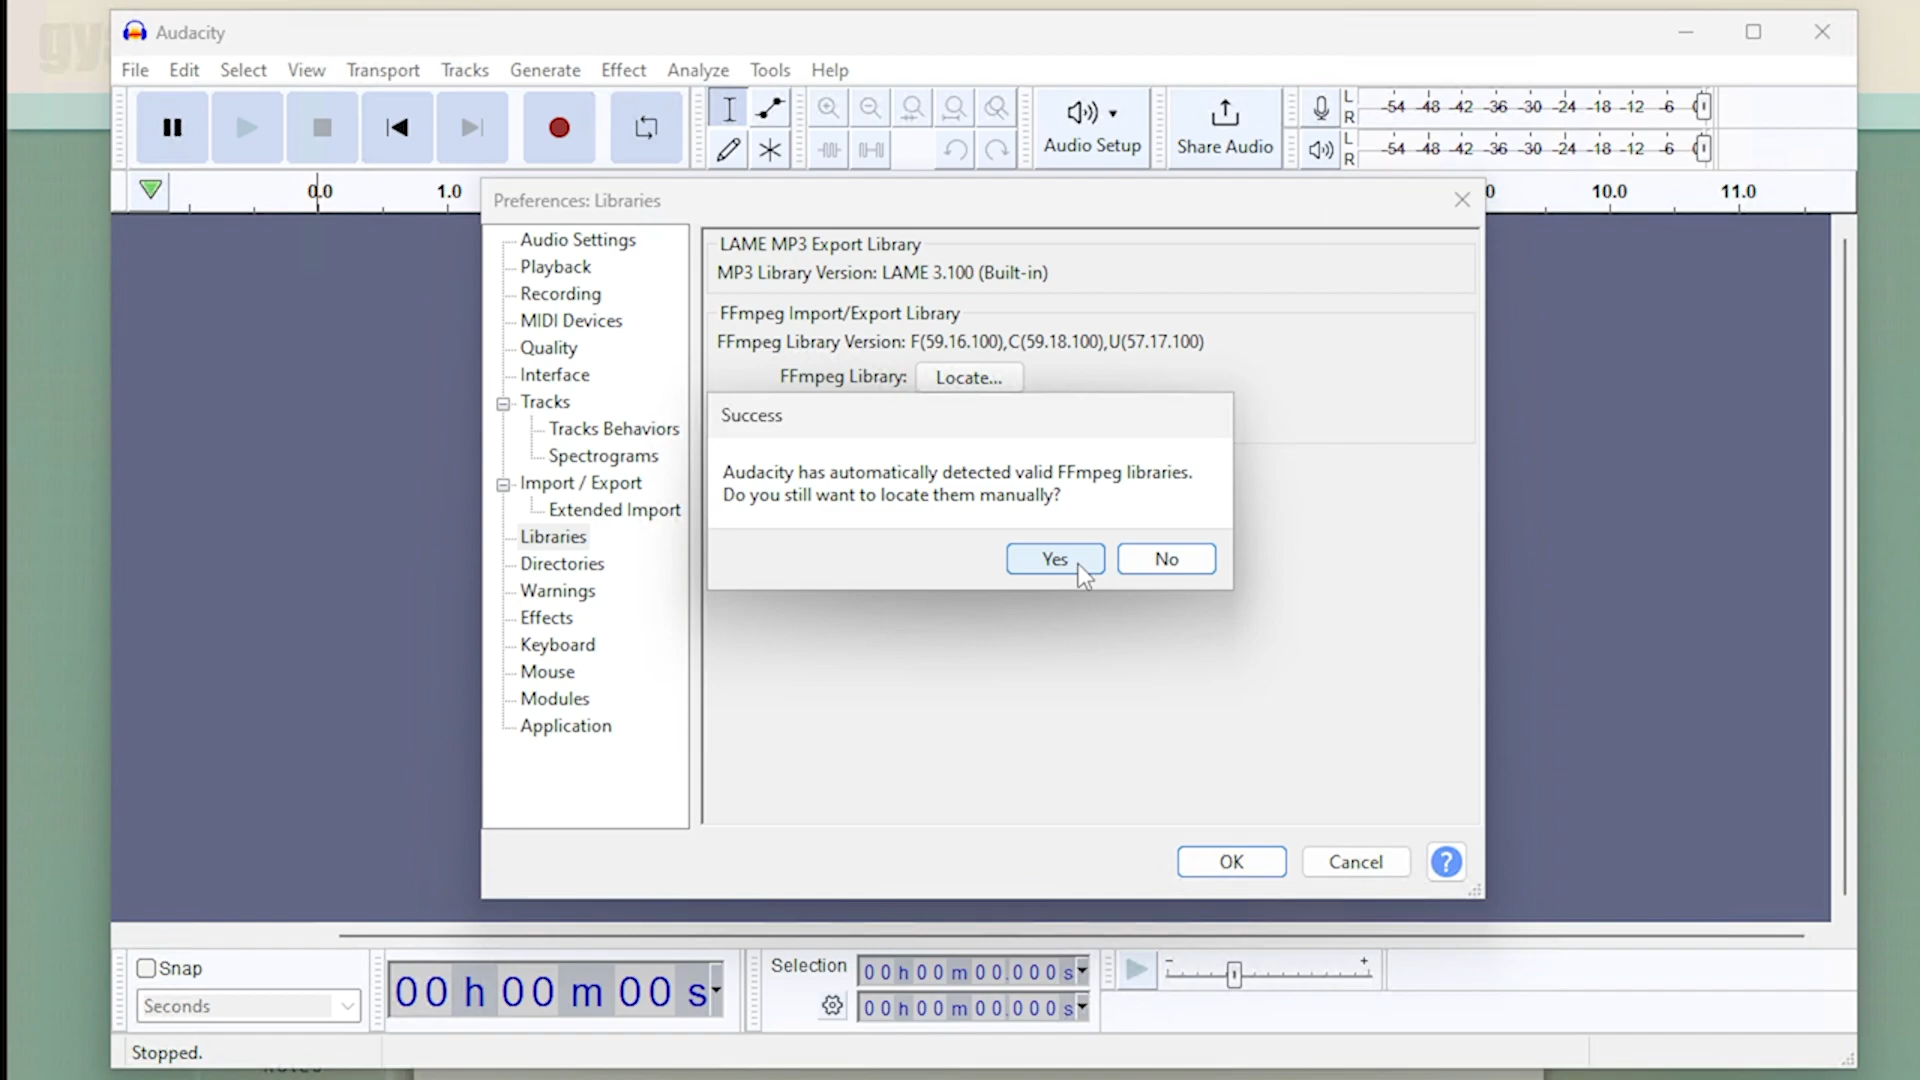 Audacity
File Edit Select View Transport Tracks Generate Effect Analyze Tools Help
Audio Setup
Share Audio
L
R
-54 -48 -42 -36 -30 -24 -18 -12 -6 0
L
R
-54 -48 -42 -36 -30 -24 -18 -12 -6 0
0.0 1.0 0 10.0 11.0
Preferences: Libraries
Audio Settings
Playback
Recording
MIDI Devices
Quality
Interface
Tracks
Tracks Behaviors
Spectrograms
Import / Export
Extended Import
Libraries
Directories
Warnings
Effects
Keyboard
Mouse
Modules
Application
LAME MP3 Export Library
MP3 Library Version: LAME 3.100 (Built-in)
FFmpeg Import/Export Library
FFmpeg Library Version: F(59.16.100),C(59.18.100),U(57.17.100)
FFmpeg Library: Locate...
Success
Audacity has automatically detected valid FFmpeg libraries.
Do you still want to locate them manually?
Yes No
OK Cancel ?
Snap
Seconds
00 h 00 m 00 s
Selection
00 h 00 m 00.000 s
00 h 00 m 00.000 s
Stopped.